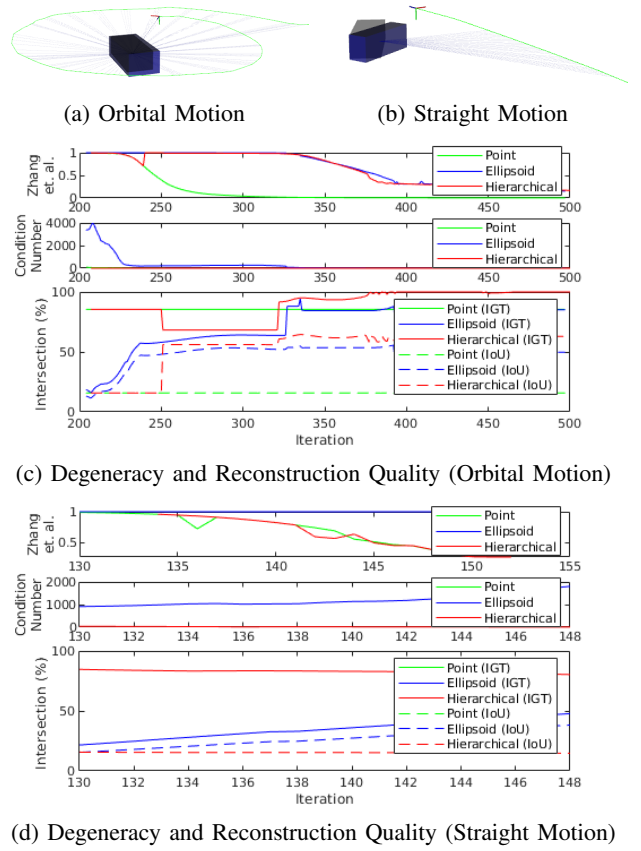 (a) Orbital Motion
(b) Straight Motion
Zhang et. al.
1
0.5
0
Point
Ellipsoid
Hierarchical
200 250 300 350 400 450 500
Condition Number
4000
2000
0
Point
Ellipsoid
Hierarchical
200 250 300 350 400 450 500
Intersection (%)
100
50
0
Point (IGT)
Ellipsoid (IGT)
Hierarchical (IGT)
Point (IoU)
Ellipsoid (IoU)
Hierarchical (IoU)
200 250 300 350 400 450 500
Iteration
(c) Degeneracy and Reconstruction Quality (Orbital Motion)
Zhang et. al.
1
0.5
Point
Ellipsoid
Hierarchical
130 135 140 145 150 155
Condition Number
2000
1000
0
Point
Ellipsoid
Hierarchical
130 132 134 136 138 140 142 144 146 148
Intersection (%)
100
50
0
Point (IGT)
Ellipsoid (IGT)
Hierarchical (IGT)
Point (IoU)
Ellipsoid (IoU)
Hierarchical (IoU)
130 132 134 136 138 140 142 144 146 148
Iteration
(d) Degeneracy and Reconstruction Quality (Straight Motion)